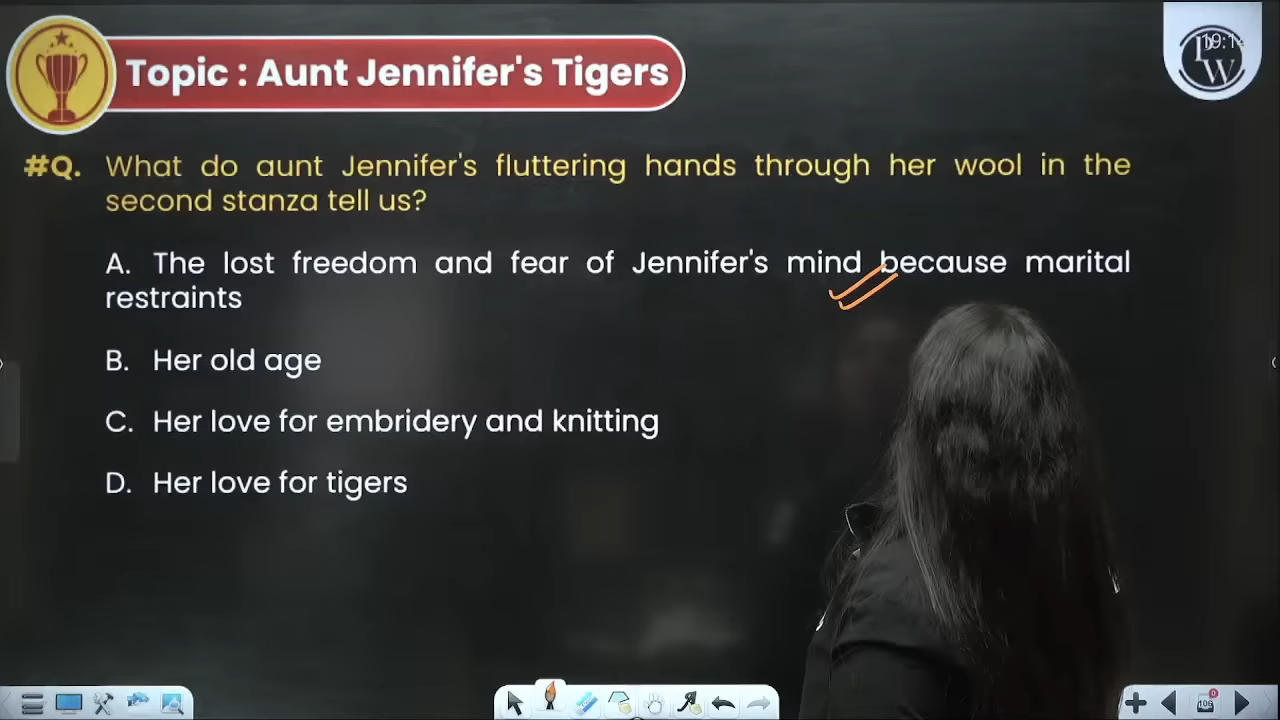 Topic : Aunt Jennifer's Tigers
#Q. What do aunt Jennifer's fluttering hands through her wool in the
second stanza tell us?
A. The lost freedom and fear of Jennifer's mind because marital
restraints
B. Her old age
C. Her love for embridery and knitting
D. Her love for tigers
W
106